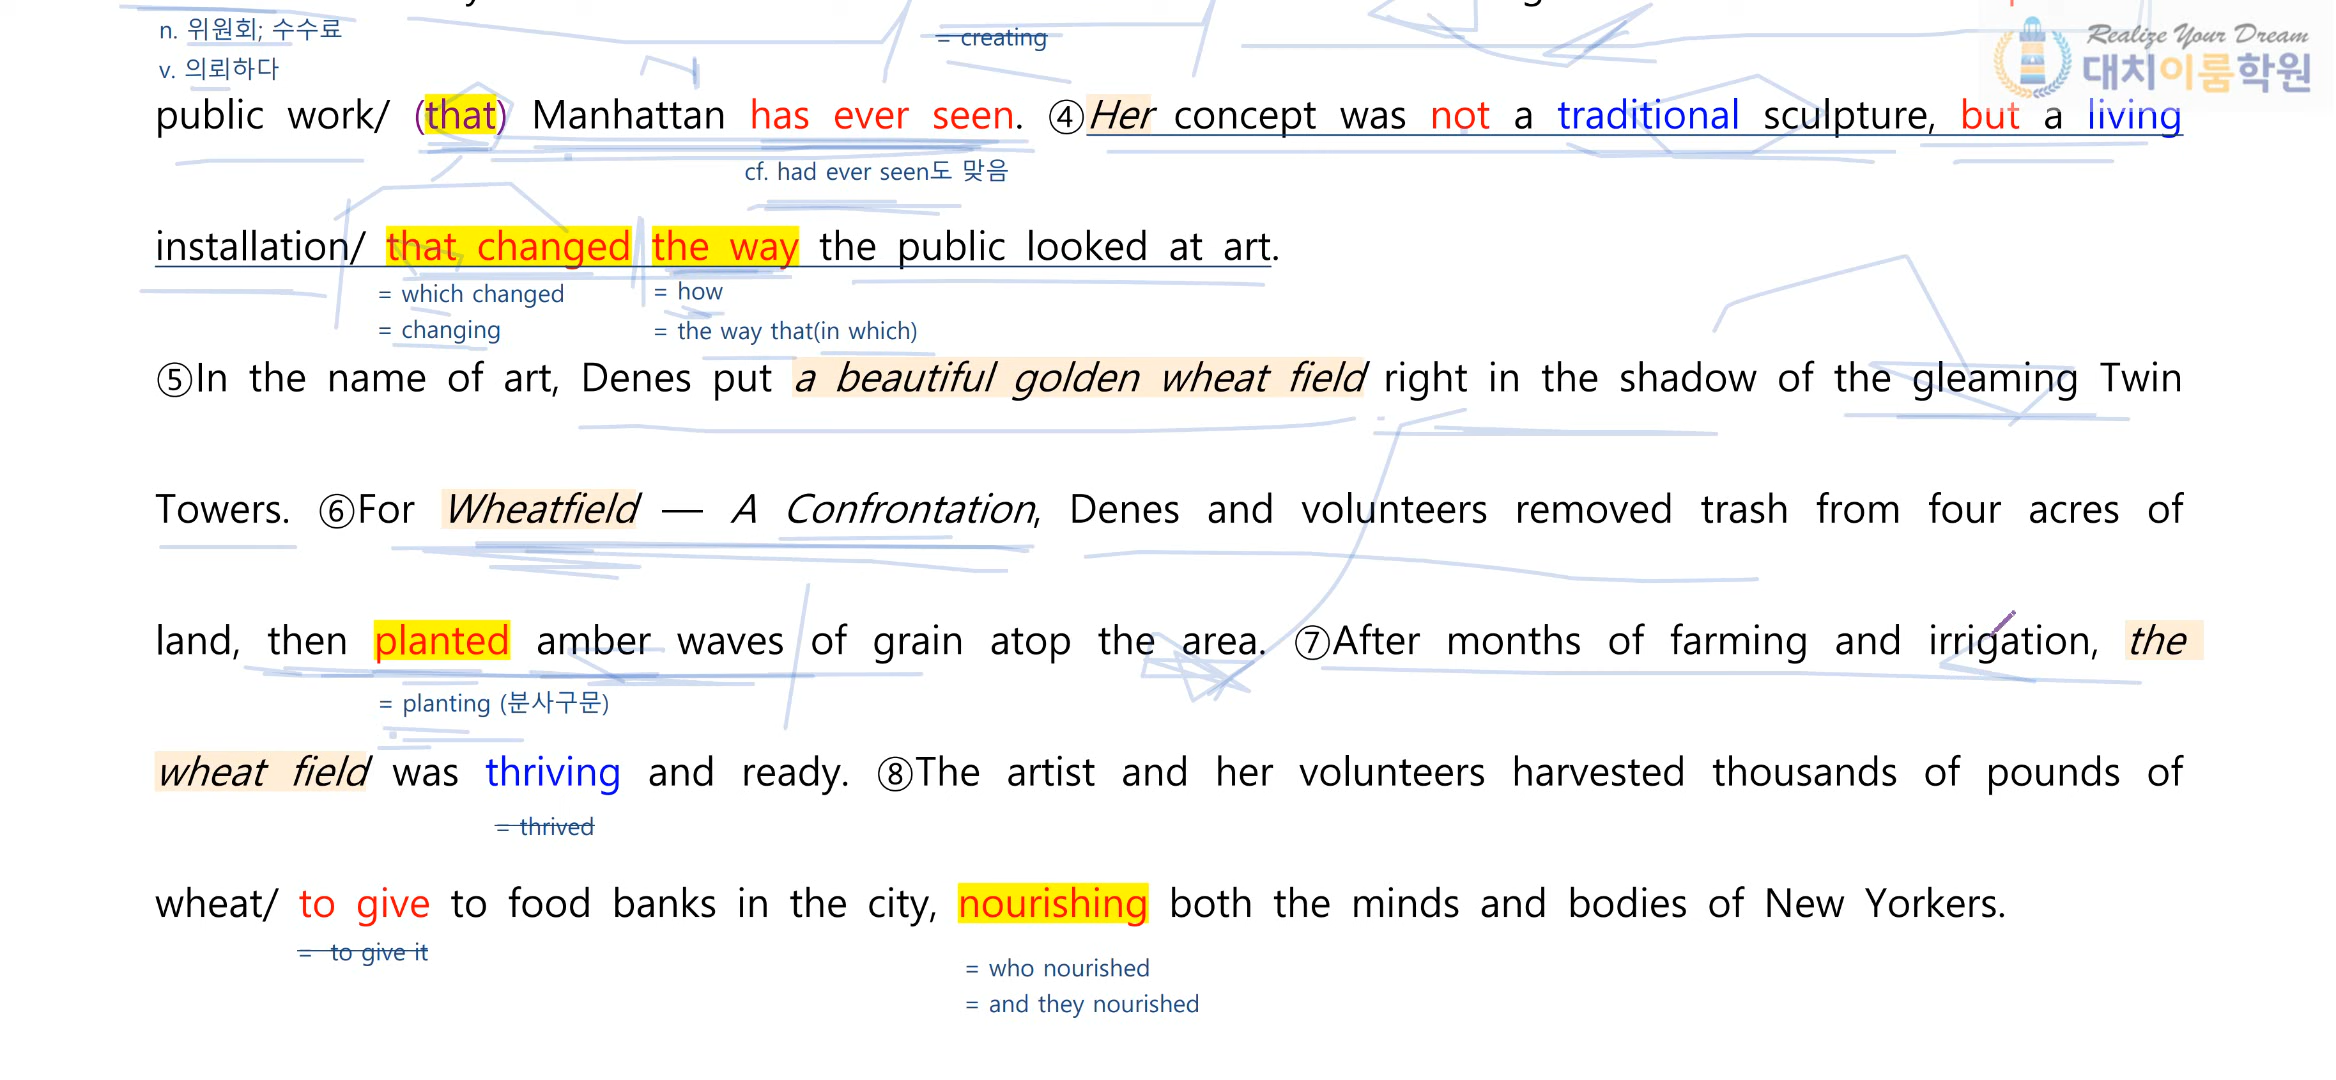 n. 위원회; 수수료
= creating
v. 의뢰하다
Realize Your Dream
대치이룸학원
public work/ (that) Manhattan has ever seen. ④Her concept was not a traditional sculpture, but a living
cf. had ever seen도 맞음
installation/ that changed the way the public looked at art.
= which changed = how
= changing = the way that(in which)
⑤In the name of art, Denes put a beautiful golden wheat field right in the shadow of the gleaming Twin
Towers. ⑥For Wheatfield — A Confrontation, Denes and volunteers removed trash from four acres of
land, then planted amber waves of grain atop the area. ⑦After months of farming and irrigation, the
= planting (분사구문)
wheat field was thriving and ready. ⑧The artist and her volunteers harvested thousands of pounds of
= thrived
wheat/ to give to food banks in the city, nourishing both the minds and bodies of New Yorkers.
= to give it
= who nourished
= and they nourished